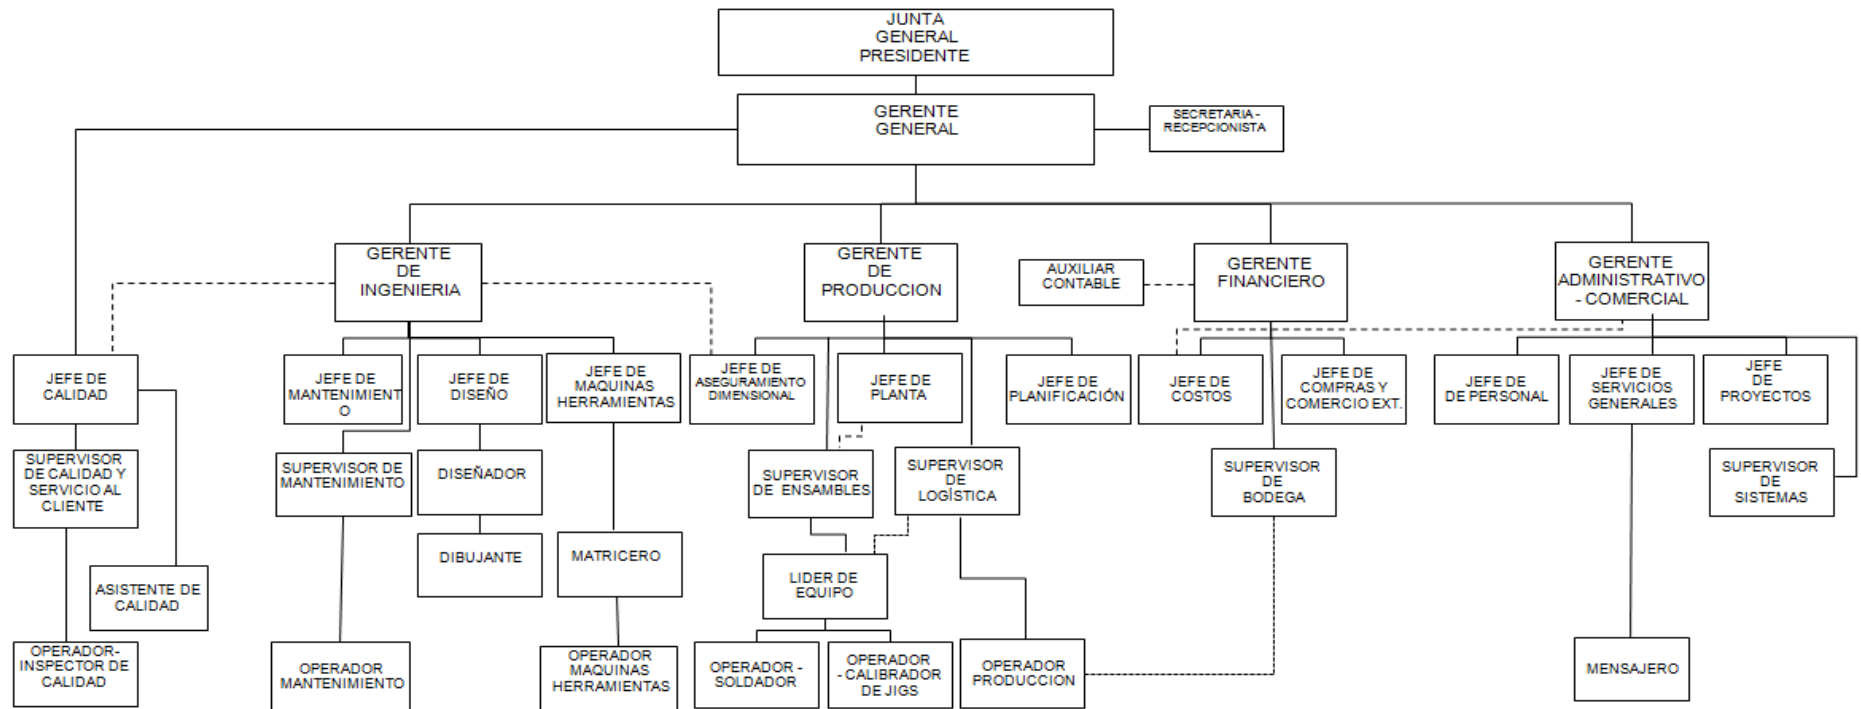 JUNTA
GENERAL
PRESIDENTE
GERENTE
GENERAL
SECRETARIA -
RECEPCIONISTA
GERENTE
DE
INGENIERIA
GERENTE
DE
PRODUCCION
AUXILIAR
CONTABLE
GERENTE
FINANCIERO
GERENTE
ADMINISTRATIVO
- COMERCIAL
JEFE DE
CALIDAD
JEFE DE
MANTENIMIENT
O
JEFE DE
DISEÑO
JEFE DE
MAQUINAS
HERRAMIENTAS
JEFE DE
ASEGURAMIENTO
DIMENSIONAL
JEFE DE
PLANTA
JEFE DE
PLANIFICACIÓN
JEFE DE
COSTOS
JEFE DE
COMPRAS Y
COMERCIO EXT.
JEFE DE
DE PERSONAL
JEFE DE
SERVICIOS
GENERALES
JEFE
DE
PROYECTOS
SUPERVISOR
DE CALIDAD Y
SERVICIO AL
CLIENTE
SUPERVISOR DE
MANTENIMIENTO
DISEÑADOR
SUPERVISOR
DE ENSAMBLES
SUPERVISOR
DE
LOGÍSTICA
SUPERVISOR
DE
BODEGA
SUPERVISOR
DE
SISTEMAS
DIBUJANTE
MATRICERO
LIDER DE
EQUIPO
ASISTENTE DE
CALIDAD
OPERADOR-
INSPECTOR DE
CALIDAD
OPERADOR
MANTENIMIENTO
OPERADOR
MAQUINAS
HERRAMIENTAS
OPERADOR -
SOLDADOR
OPERADOR
- CALIBRADOR
DE JIGS
OPERADOR
PRODUCCION
MENSAJERO